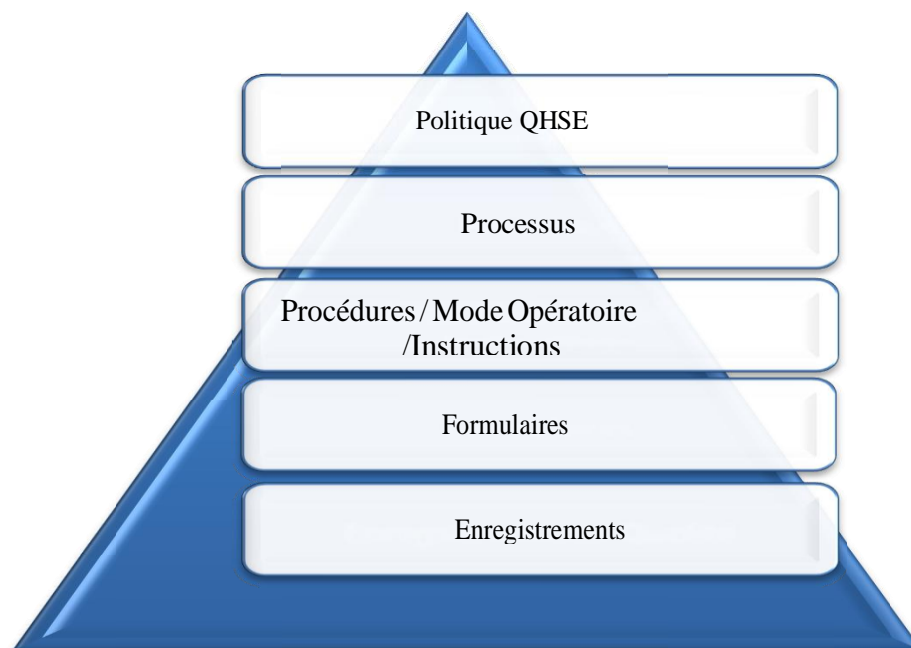 Politique QHSE
Processus
Procédures / Mode Opératoire
/Instructions
Formulaires
Enregistrements